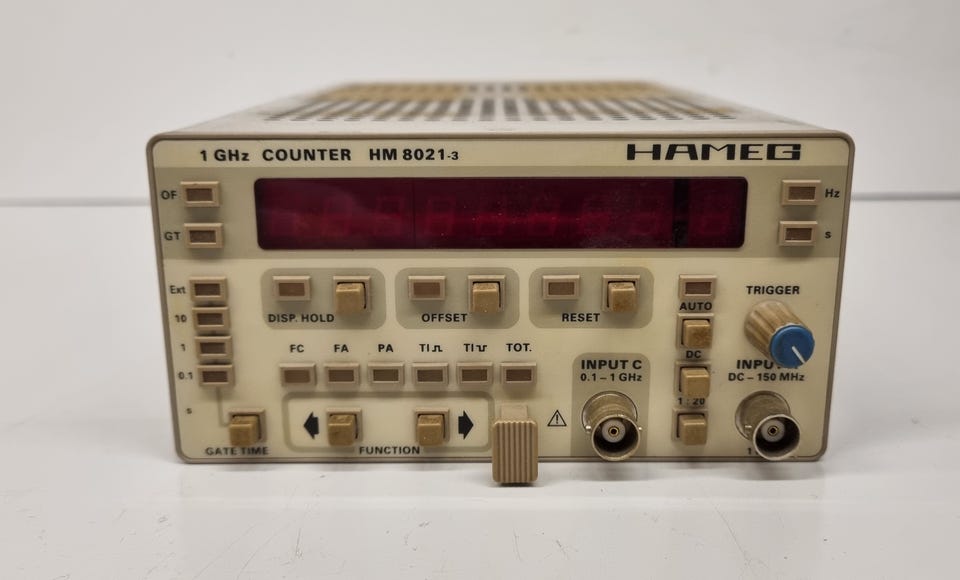 1 GHz COUNTER HM 8021-3
HAMEG
OF
Hz
GT
s
Ext
10
1
0.1
s
GATE TIME
DISP. HOLD
OFFSET
RESET
AUTO
DC
1 : 20
TRIGGER
FC
FA
PA
TI
TI
TOT.
FUNCTION
INPUT C
0.1 – 1 GHz
DC – 150 MHz